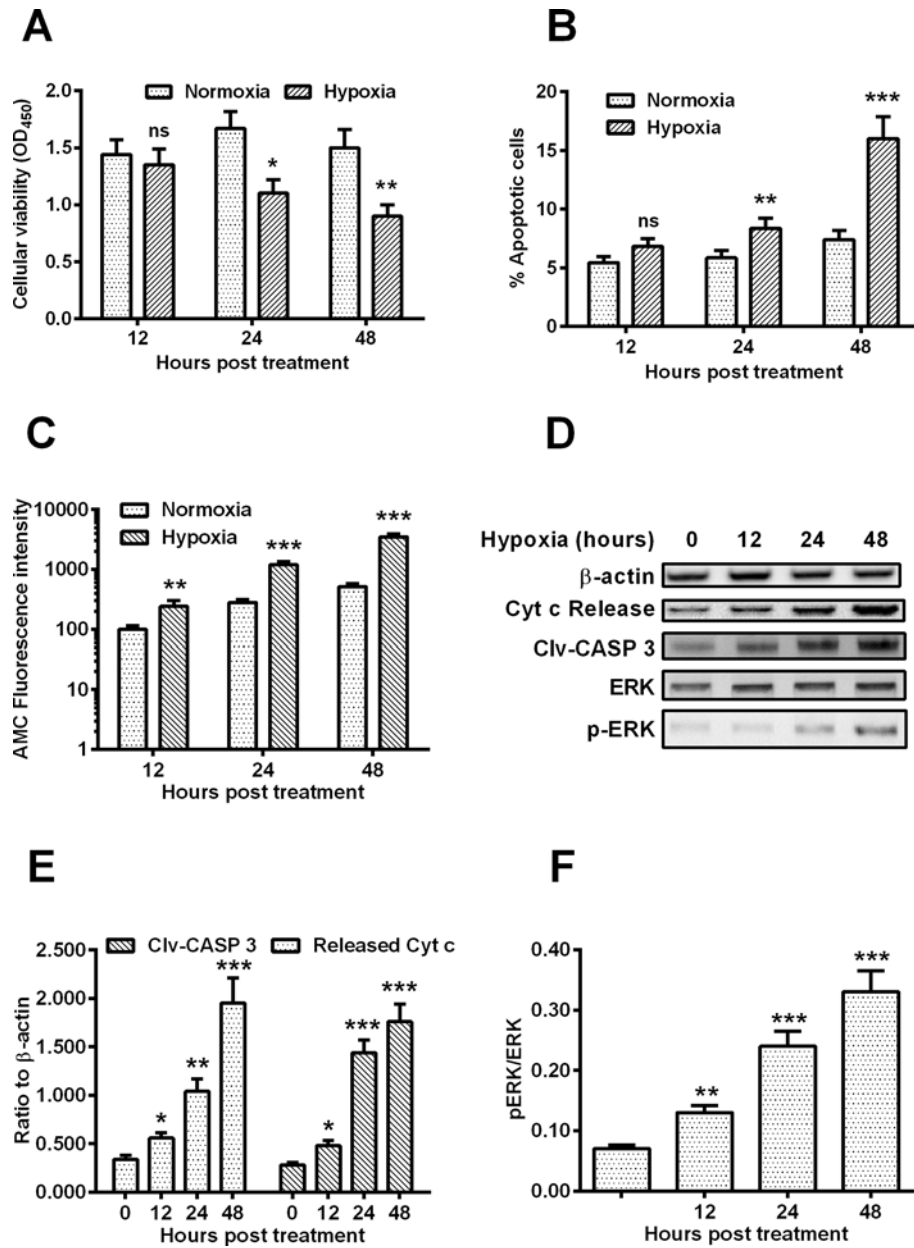 A
Cellular viability (OD450)
2.0
1.5
1.0
0.5
0.0
Normoxia
Hypoxia
ns
*
**
12
24
48
Hours post treatment
B
% Apoptotic cells
20
15
10
5
0
Normoxia
Hypoxia
ns
**
***
12
24
48
Hours post treatment
C
AMC Fluorescence intensity
10000
1000
100
10
1
Normoxia
Hypoxia
**
***
***
12
24
48
Hours post treatment
D
Hypoxia (hours) 0 12 24 48
β-actin
Cyt c Release
Clv-CASP 3
ERK
p-ERK
E
Ratio to β-actin
2.500
2.000
1.500
1.000
0.500
0.000
Clv-CASP 3
Released Cyt c
*
**
***
*
***
***
0 12 24 48 0 12 24 48
Hours post treatment
F
pERK/ERK
0.40
0.30
0.20
0.10
0.00
**
***
***
12
24
48
Hours post treatment